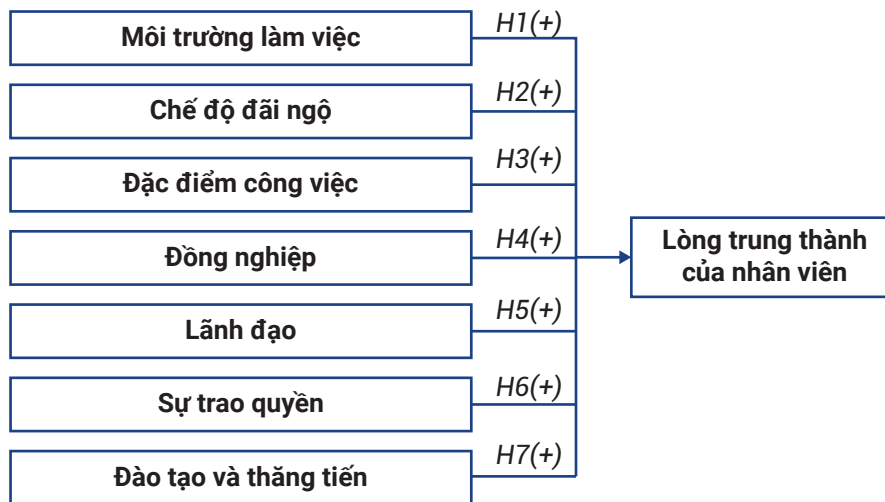 Môi trường làm việc
H1(+)
Chế độ đãi ngộ
H2(+)
Đặc điểm công việc
H3(+)
Đồng nghiệp
H4(+)
Lãnh đạo
H5(+)
Sự trao quyền
H6(+)
Đào tạo và thăng tiến
H7(+)
Lòng trung thành
của nhân viên